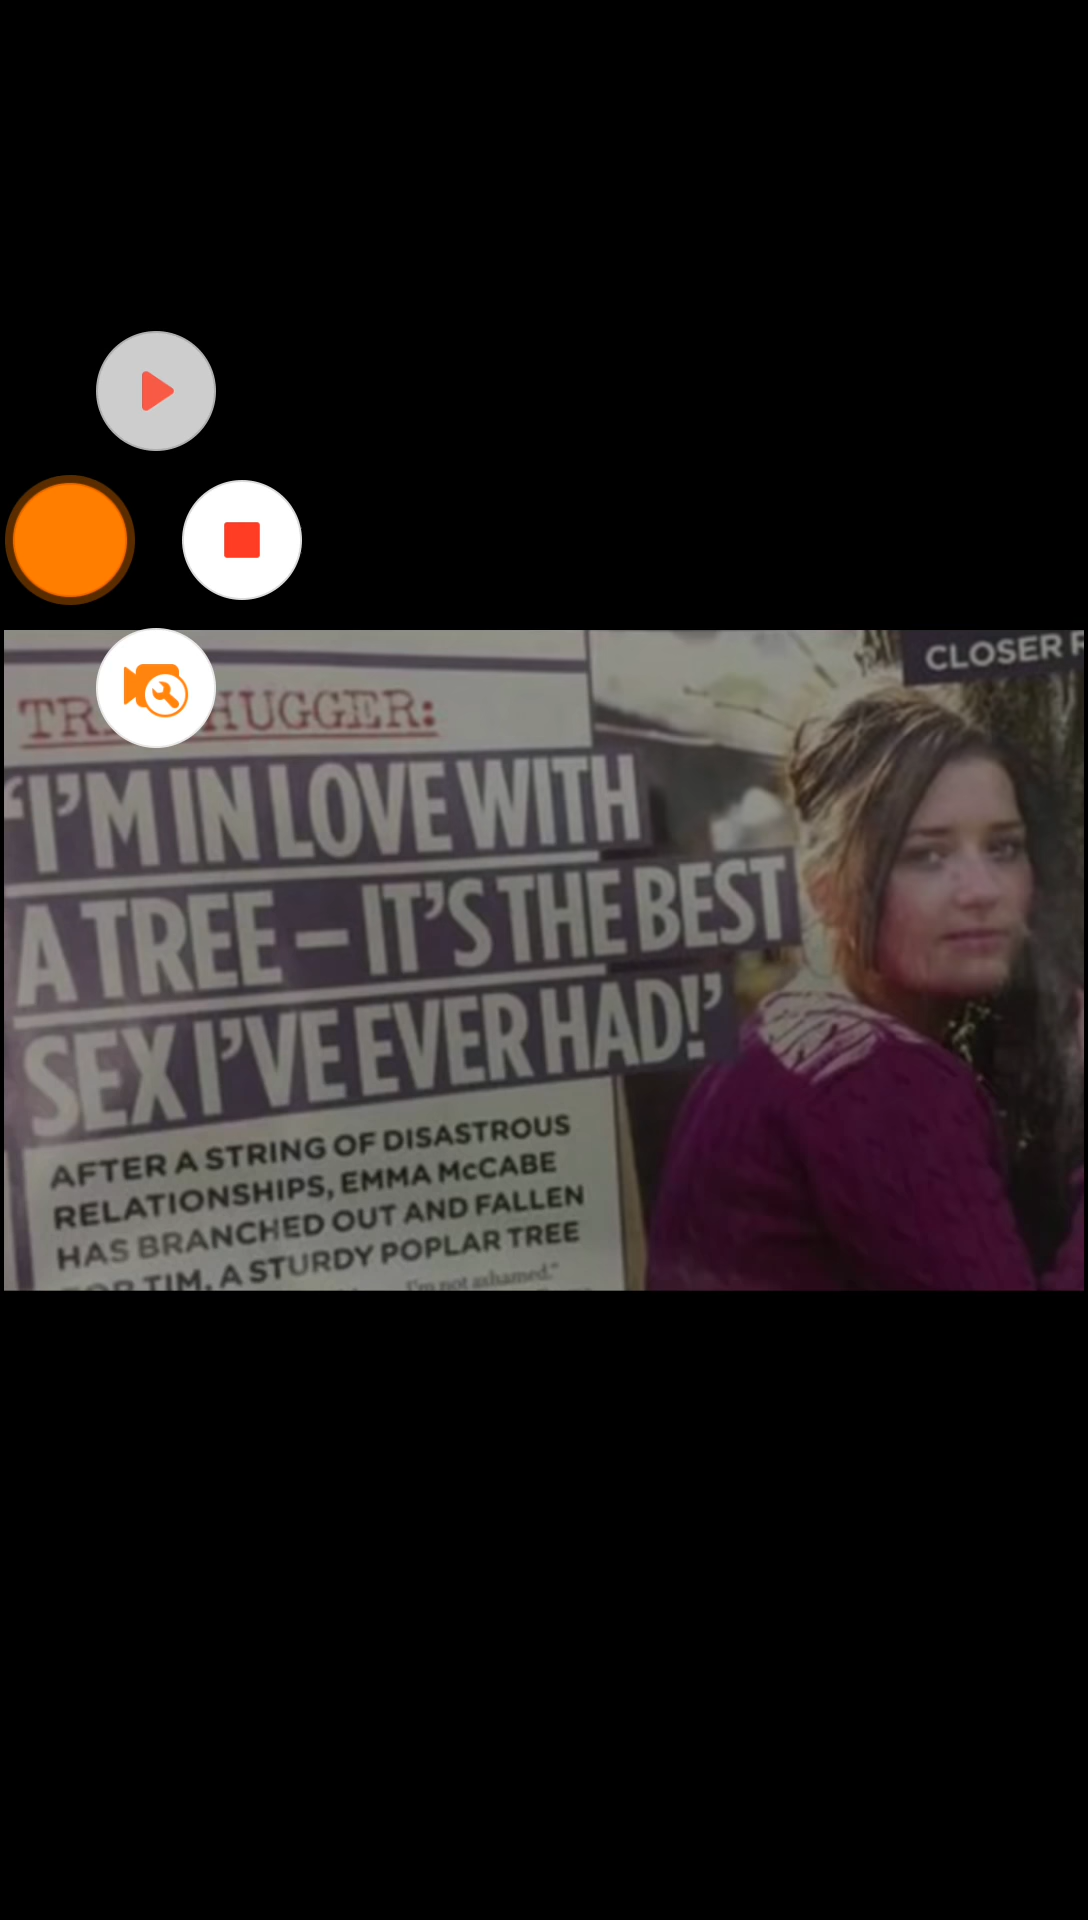 CLOSER
HUGGER:
‘I’M IN LOVE WITH
A TREE – IT’S THE BEST
SEX I’VE EVER HAD!’
AFTER A STRING OF DISASTROUS
RELATIONSHIPS, EMMA McCABE
HAS BRANCHED OUT AND FALLEN
FOR TIM, A STURDY POPLAR TREE
I'm not ashamed."